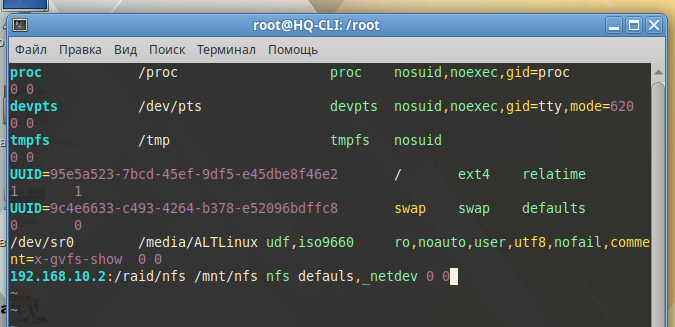 root@HQ-CLI: /root
Файл Правка Вид Поиск Терминал Помощь
proc /proc proc nosuid,noexec,gid=proc
0 0
devpts /dev/pts devpts nosuid,noexec,gid=tty,mode=620
0 0
tmpfs /tmp tmpfs nosuid
0 0
UUID=95e5a523-7bcd-45ef-9df5-e45dbe8f46e2 / ext4 relatime
1 1
UUID=9c4e6633-c493-4264-b378-e52096bdffc8 swap swap defaults
0 0
/dev/sr0 /media/ALTLinux udf,iso9660 ro,noauto,user,utf8,nofail,comme
nt=x-gvfs-show 0 0
192.168.10.2:/raid/nfs /mnt/nfs nfs defauls,_netdev 0 0
~
~